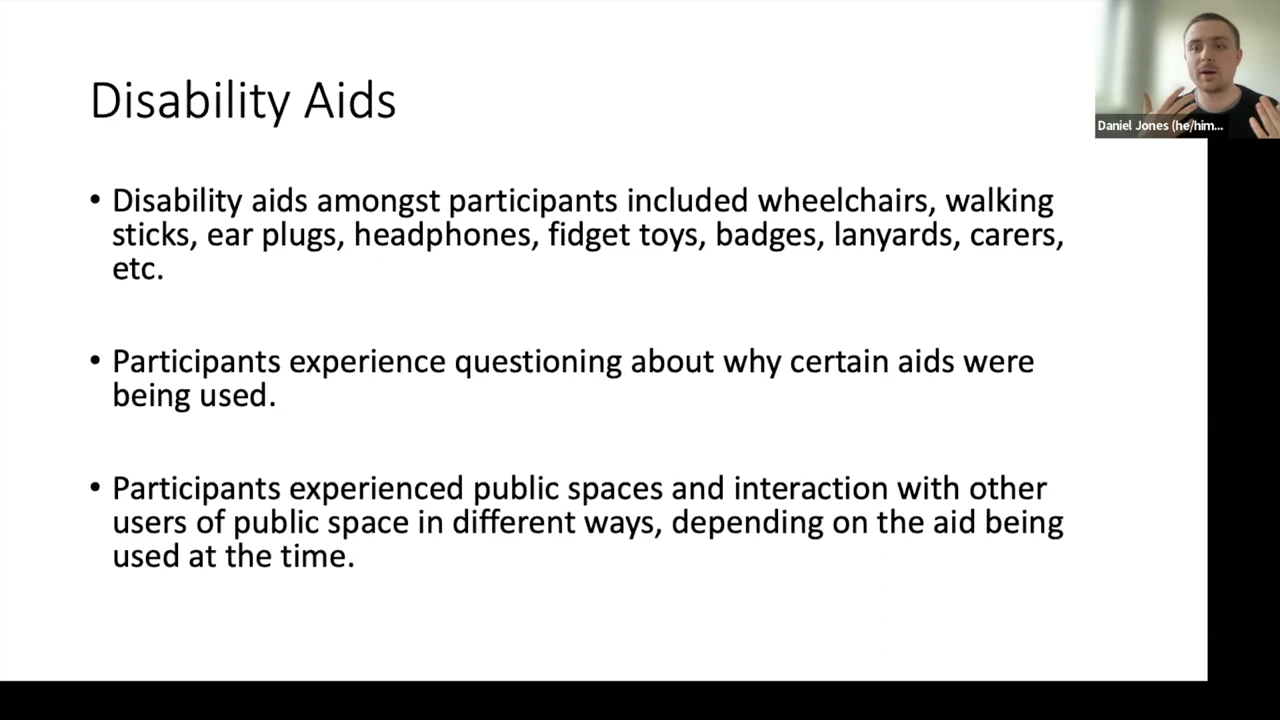 Disability Aids
Daniel Jones (he/him...
• Disability aids amongst participants included wheelchairs, walking
sticks, ear plugs, headphones, fidget toys, badges, lanyards, carers,
etc.
• Participants experience questioning about why certain aids were
being used.
• Participants experienced public spaces and interaction with other
users of public space in different ways, depending on the aid being
used at the time.